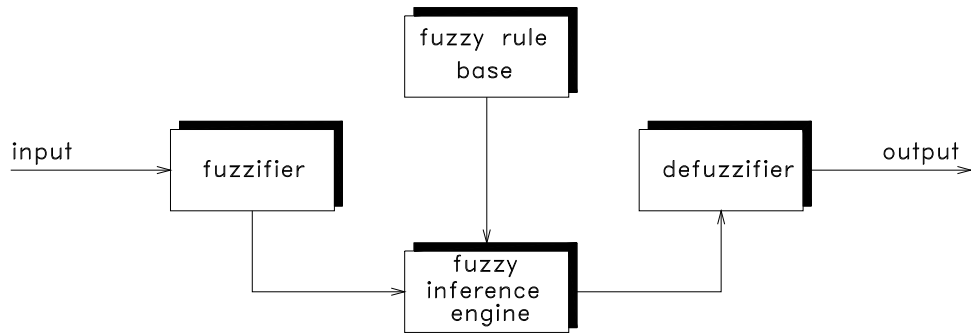 fuzzy rule
base
input
fuzzifier
defuzzifier
output
fuzzy
inference
engine